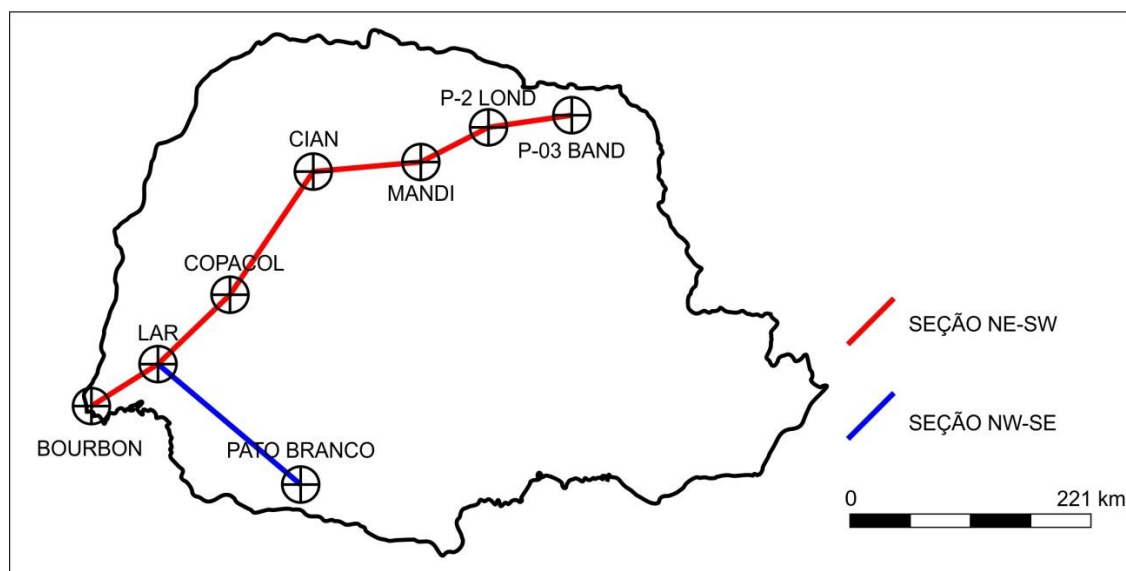 P-2 LOND
P-03 BAND
CIAN
MANDI
COPACOL
LAR
BOURBON
PATO BRANCO
SEÇÃO NE-SW
SEÇÃO NW-SE
0 221 km